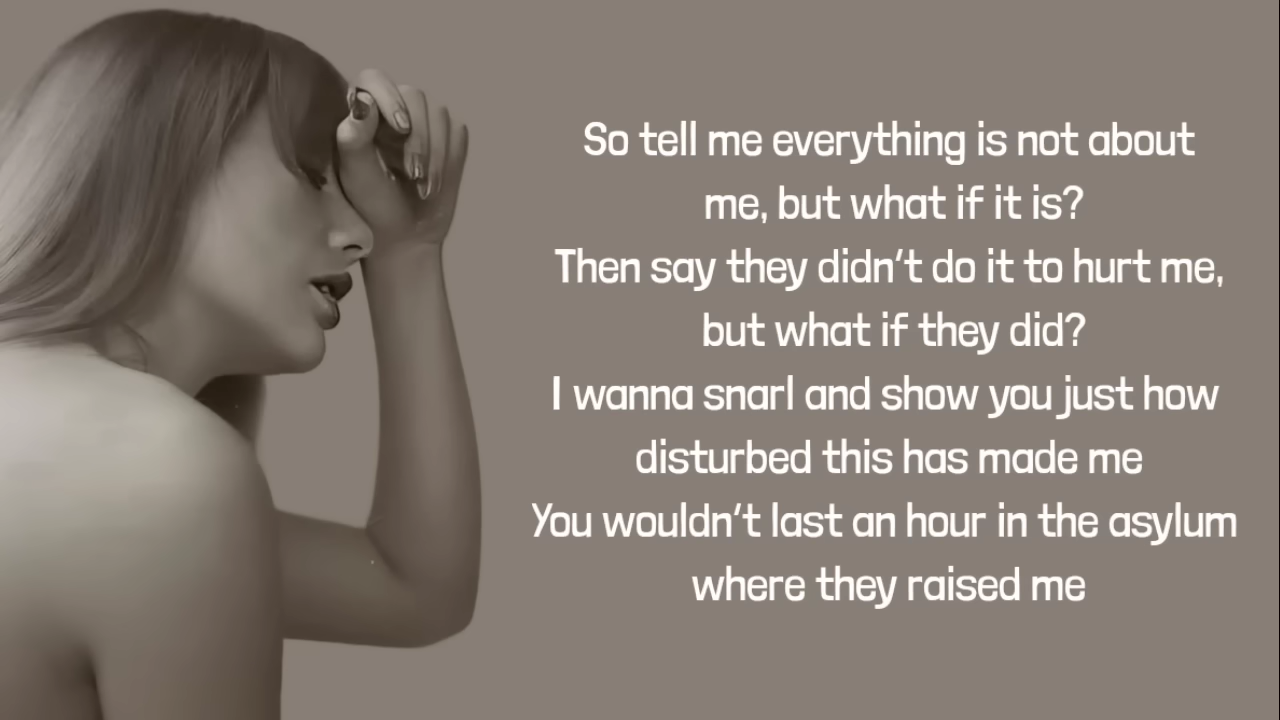 So tell me everything is not about
me, but what if it is?
Then say they didn't do it to hurt me,
but what if they did?
I wanna snarl and show you just how
disturbed this has made me
You wouldn't last an hour in the asylum
where they raised me